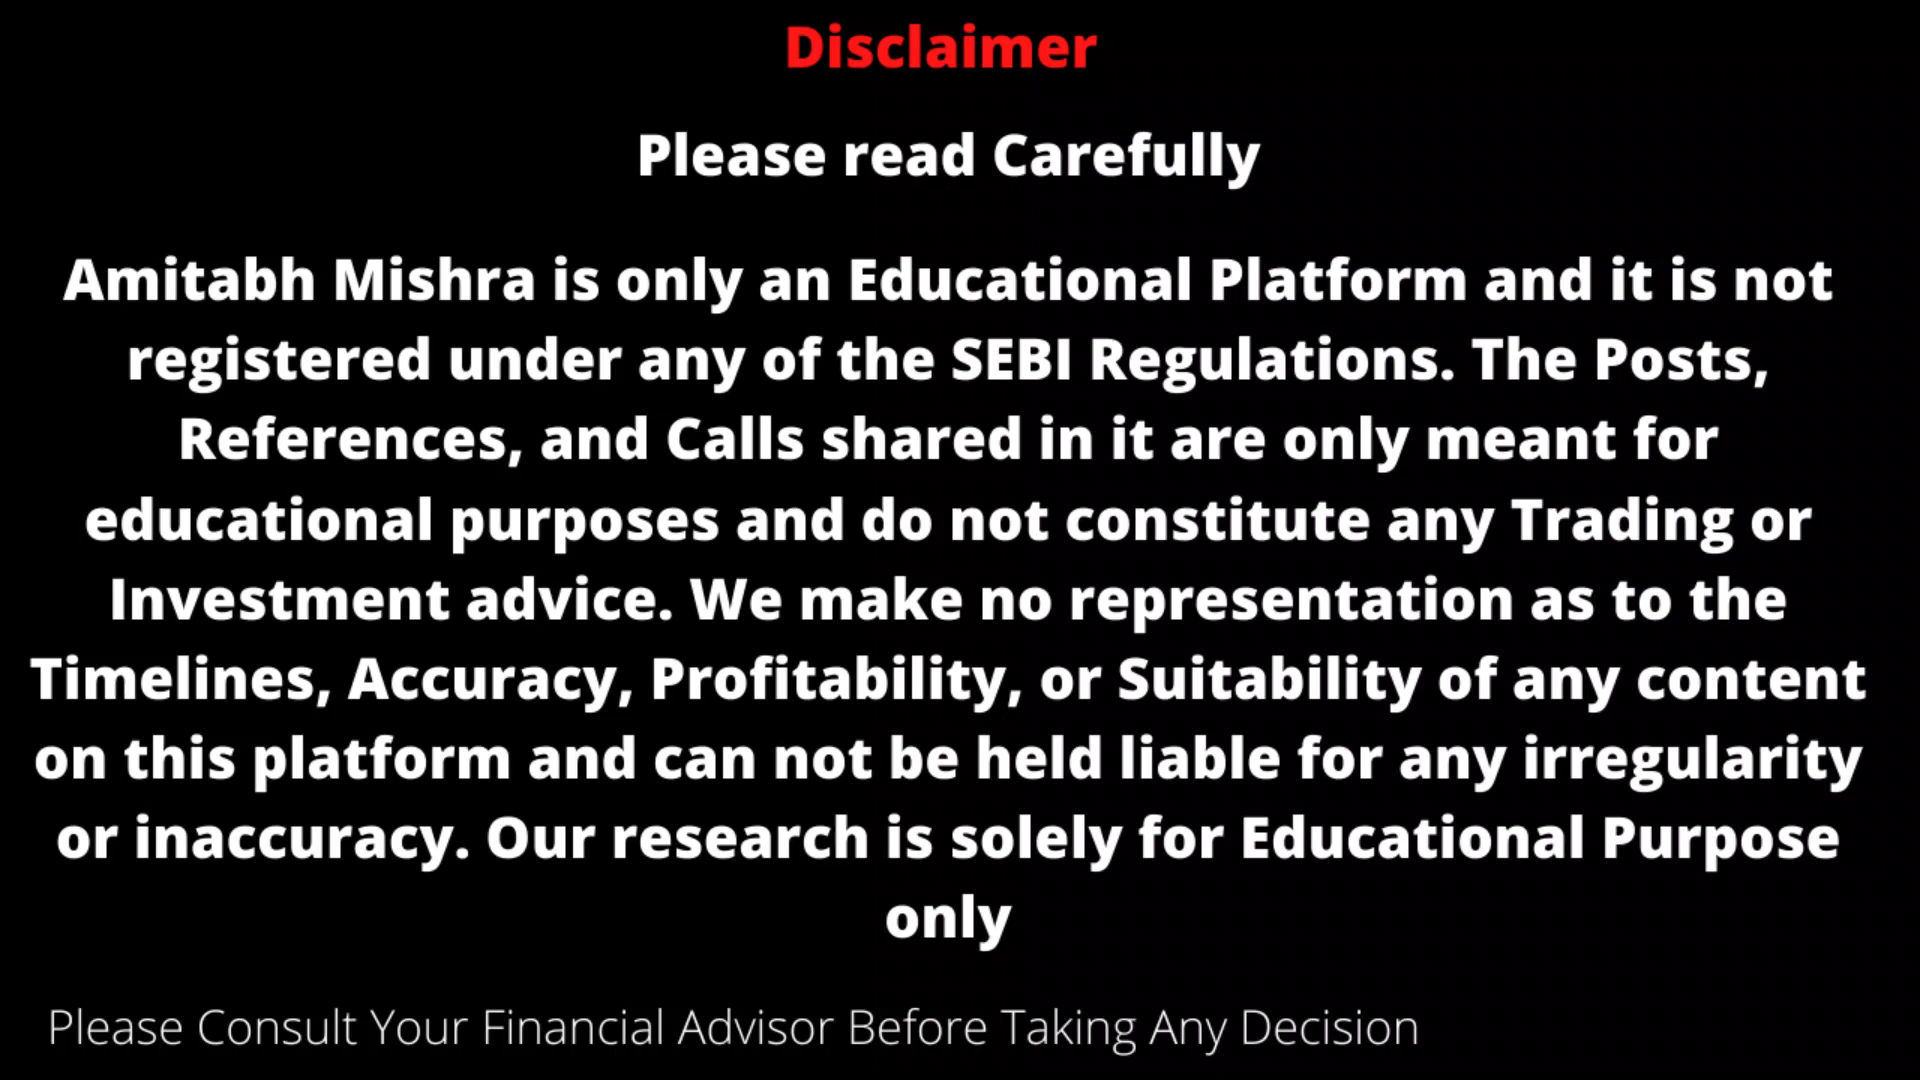 Disclaimer
Please read Carefully
Amitabh Mishra is only an Educational Platform and it is not
registered under any of the SEBI Regulations. The Posts,
References, and Calls shared in it are only meant for
educational purposes and do not constitute any Trading or
Investment advice. We make no representation as to the
Timelines, Accuracy, Profitability, or Suitability of any content
on this platform and can not be held liable for any irregularity
or inaccuracy. Our research is solely for Educational Purpose
only
Please Consult Your Financial Advisor Before Taking Any Decision